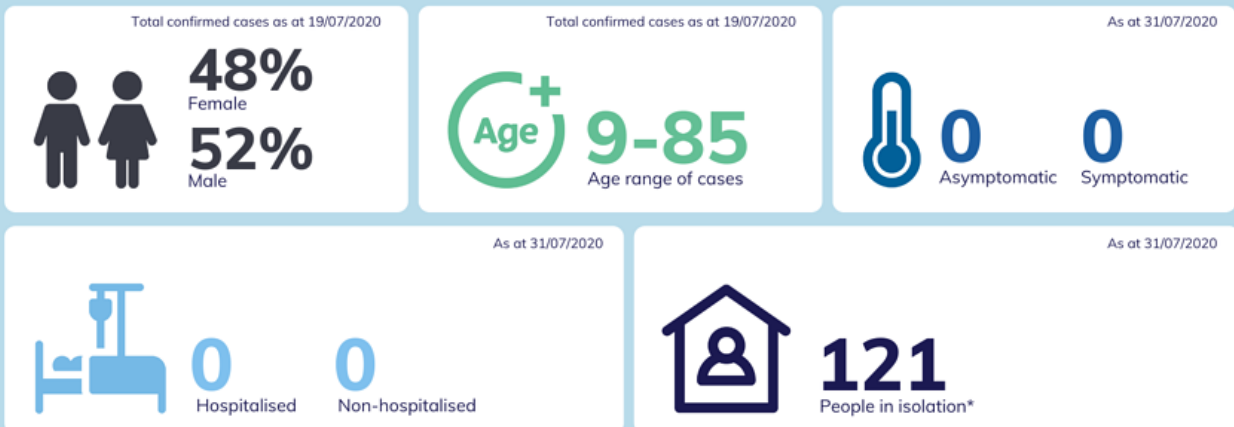 Total confirmed cases as at 19/07/2020
48%
Female
52%
Male
Total confirmed cases as at 19/07/2020
Age
9-85
Age range of cases
As at 31/07/2020
0 0
Asymptomatic Symptomatic
As at 31/07/2020
0 0
Hospitalised Non-hospitalised
As at 31/07/2020
121
People in isolation*